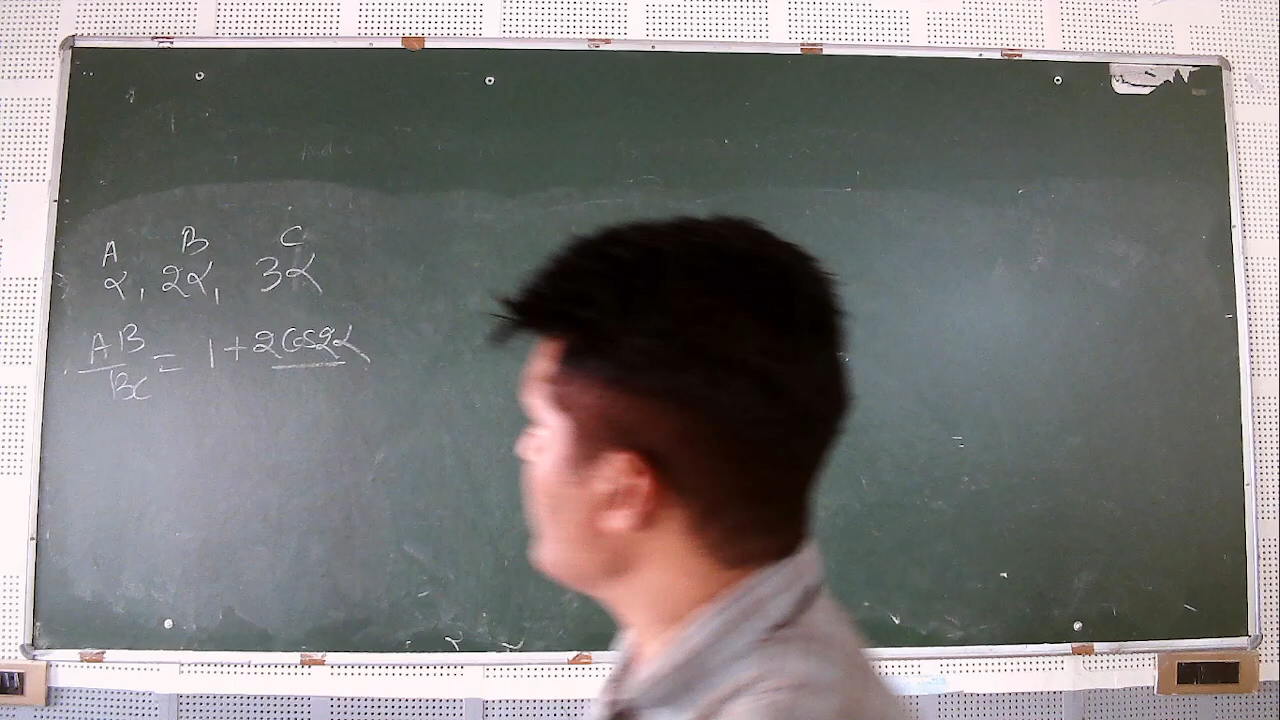 A B C
α, 2α, 3α
AB/BC = 1 + 2Cos2α